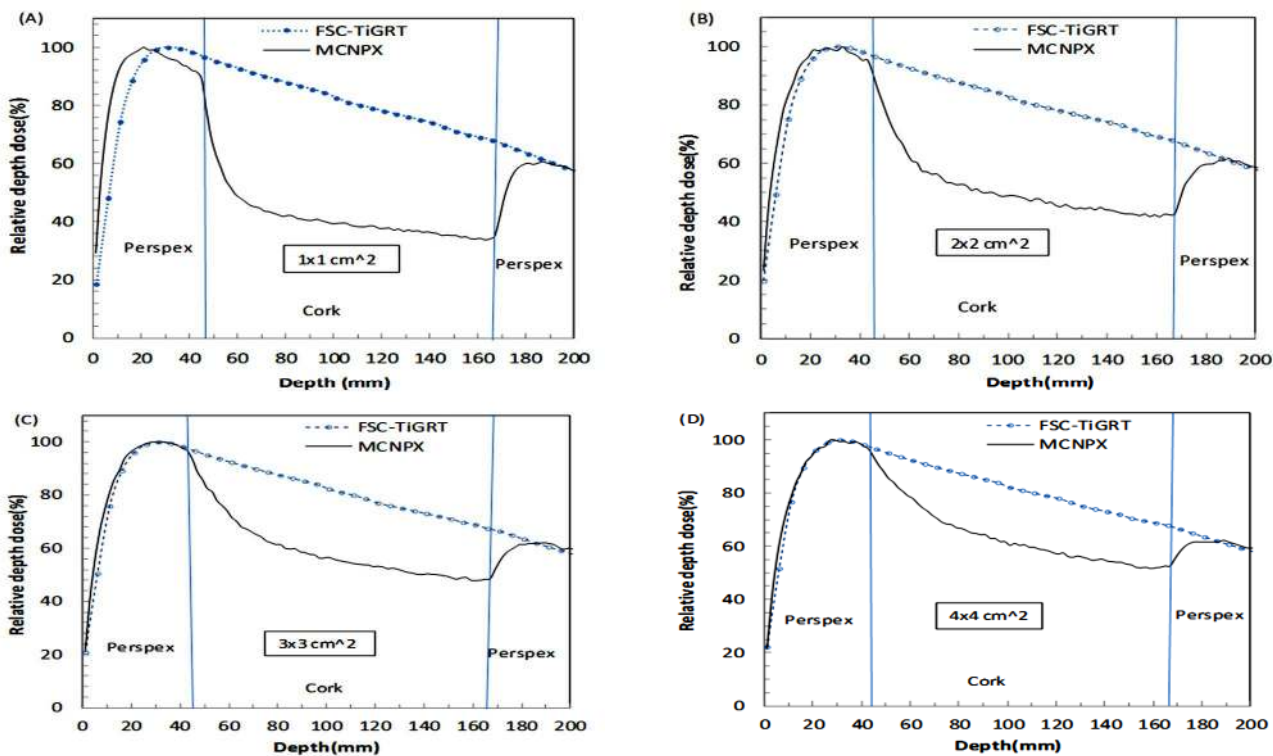 (A)
FSC-TiGRT
MCNPX
Relative depth dose(%)
100
80
60
40
20
0
Perspex
1x1 cm^2
Perspex
Cork
0 20 40 60 80 100 120 140 160 180 200
Depth (mm)
(B)
FSC-TiGRT
MCNPX
Relative depth dose(%)
100
80
60
40
20
0
Perspex
2x2 cm^2
Perspex
Cork
0 20 40 60 80 100 120 140 160 180 200
Depth(mm)
(C)
FSC-TiGRT
MCNPX
Relative depth dose(%)
100
80
60
40
20
0
Perspex
3x3 cm^2
Perspex
Cork
0 20 40 60 80 100 120 140 160 180 200
Depth(mm)
(D)
FSC-TiGRT
MCNPX
Relative depth dose(%)
100
80
60
40
20
0
Perspex
4x4 cm^2
Perspex
Cork
0 20 40 60 80 100 120 140 160 180 200
Depth(mm)